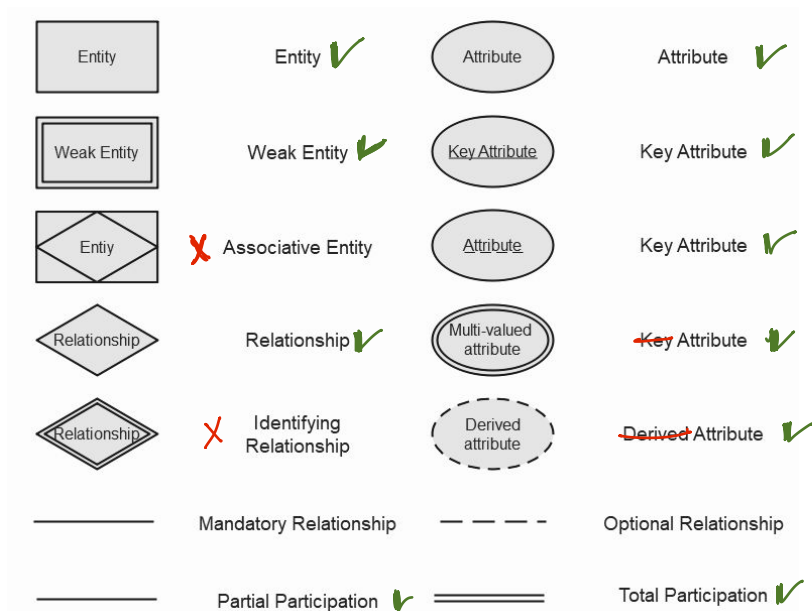 Entity
Entity
Attribute
Attribute
Weak Entity
Weak Entity
Key Attribute
Key Attribute
Entiy
Associative Entity
Attribute
Key Attribute
Relationship
Relationship
Multi-valued
attribute
Key Attribute
Relationship
Identifying
Relationship
Derived
attribute
Derived Attribute
Mandatory Relationship
Optional Relationship
Partial Participation
Total Participation